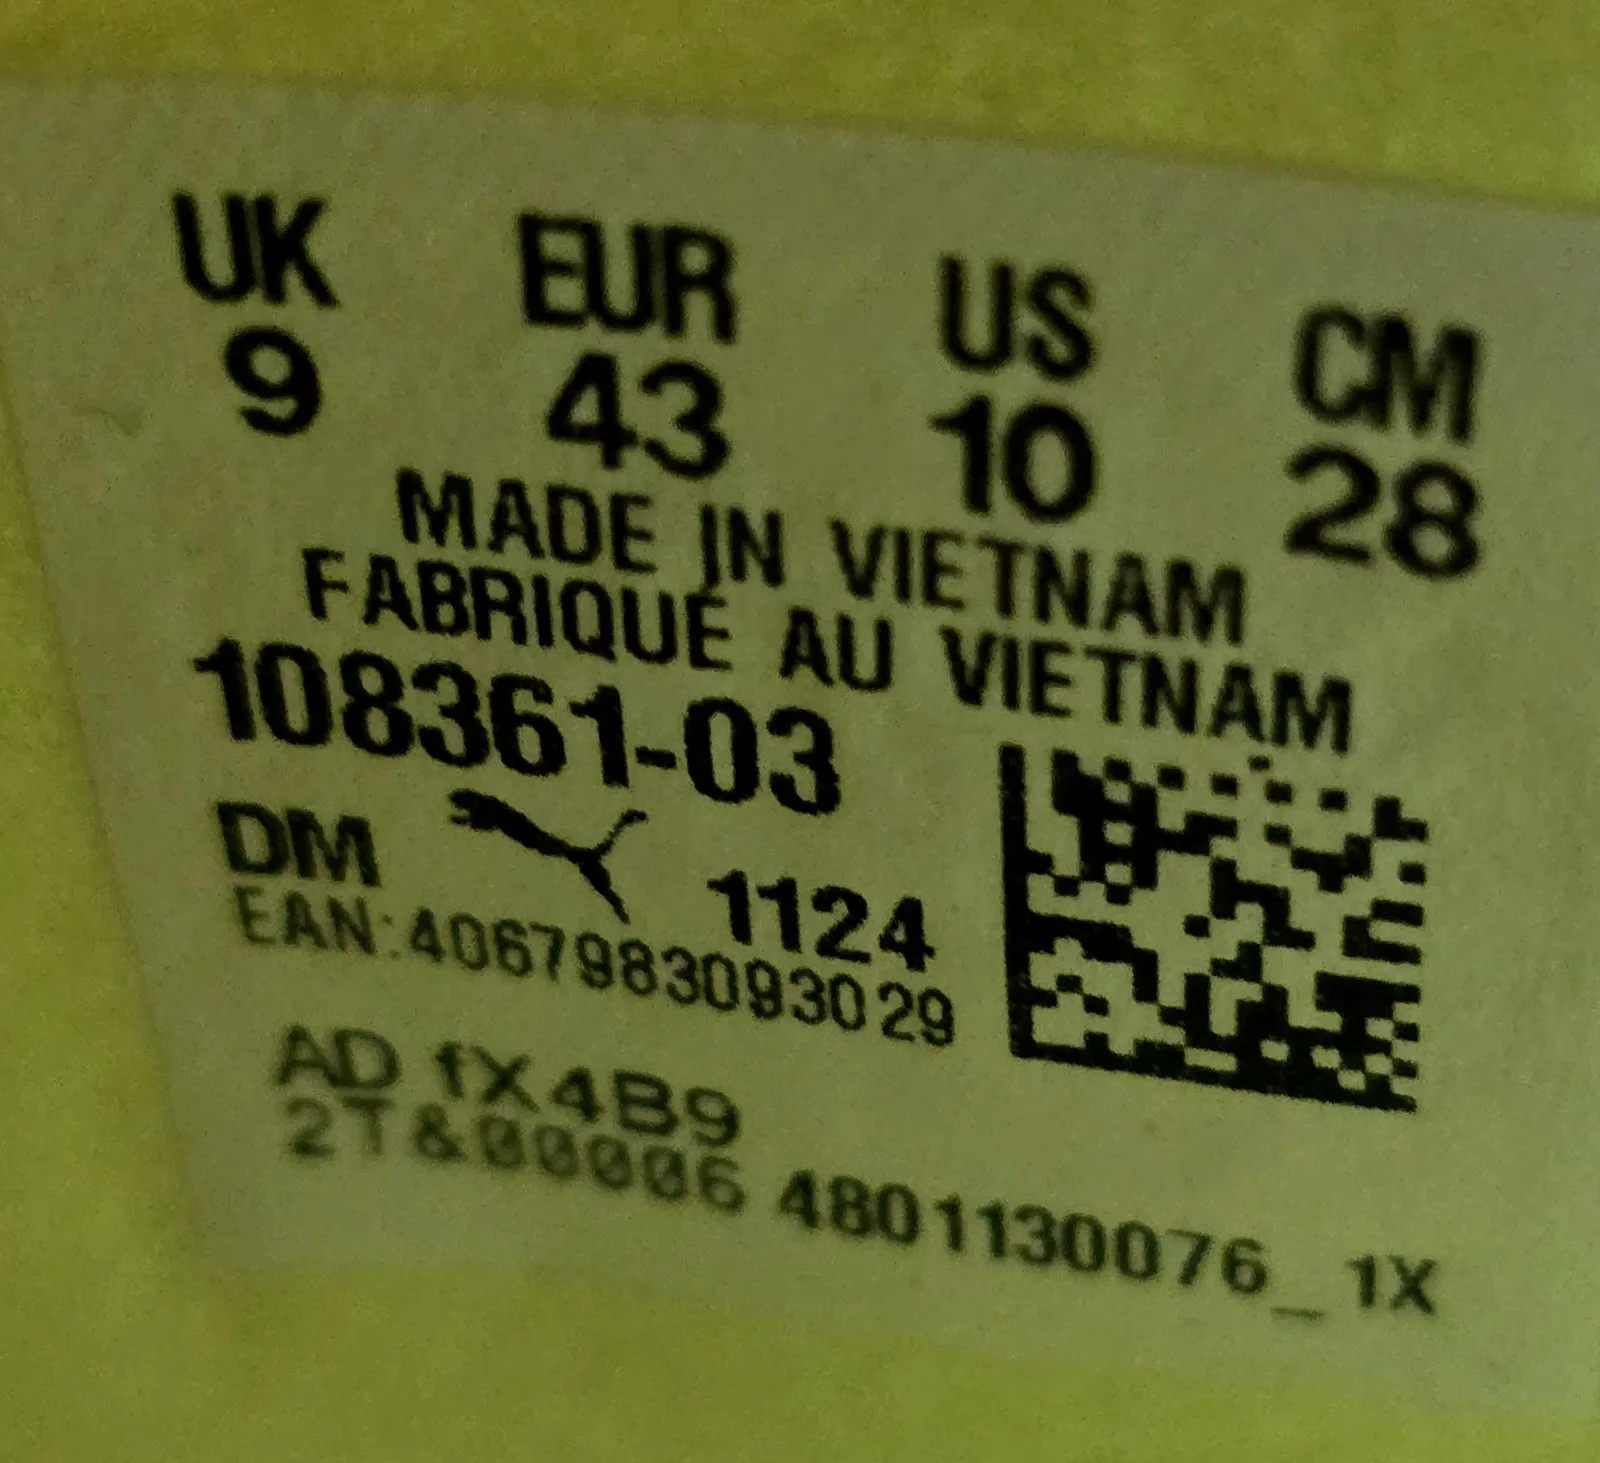 UK EUR US CM
9 43 10 28
MADE IN VIETNAM
FABRIQUÉ AU VIETNAM
108361-03
DM 1124
EAN:4067983093029
AD fX4B9
2T&00006 4801130076_1X